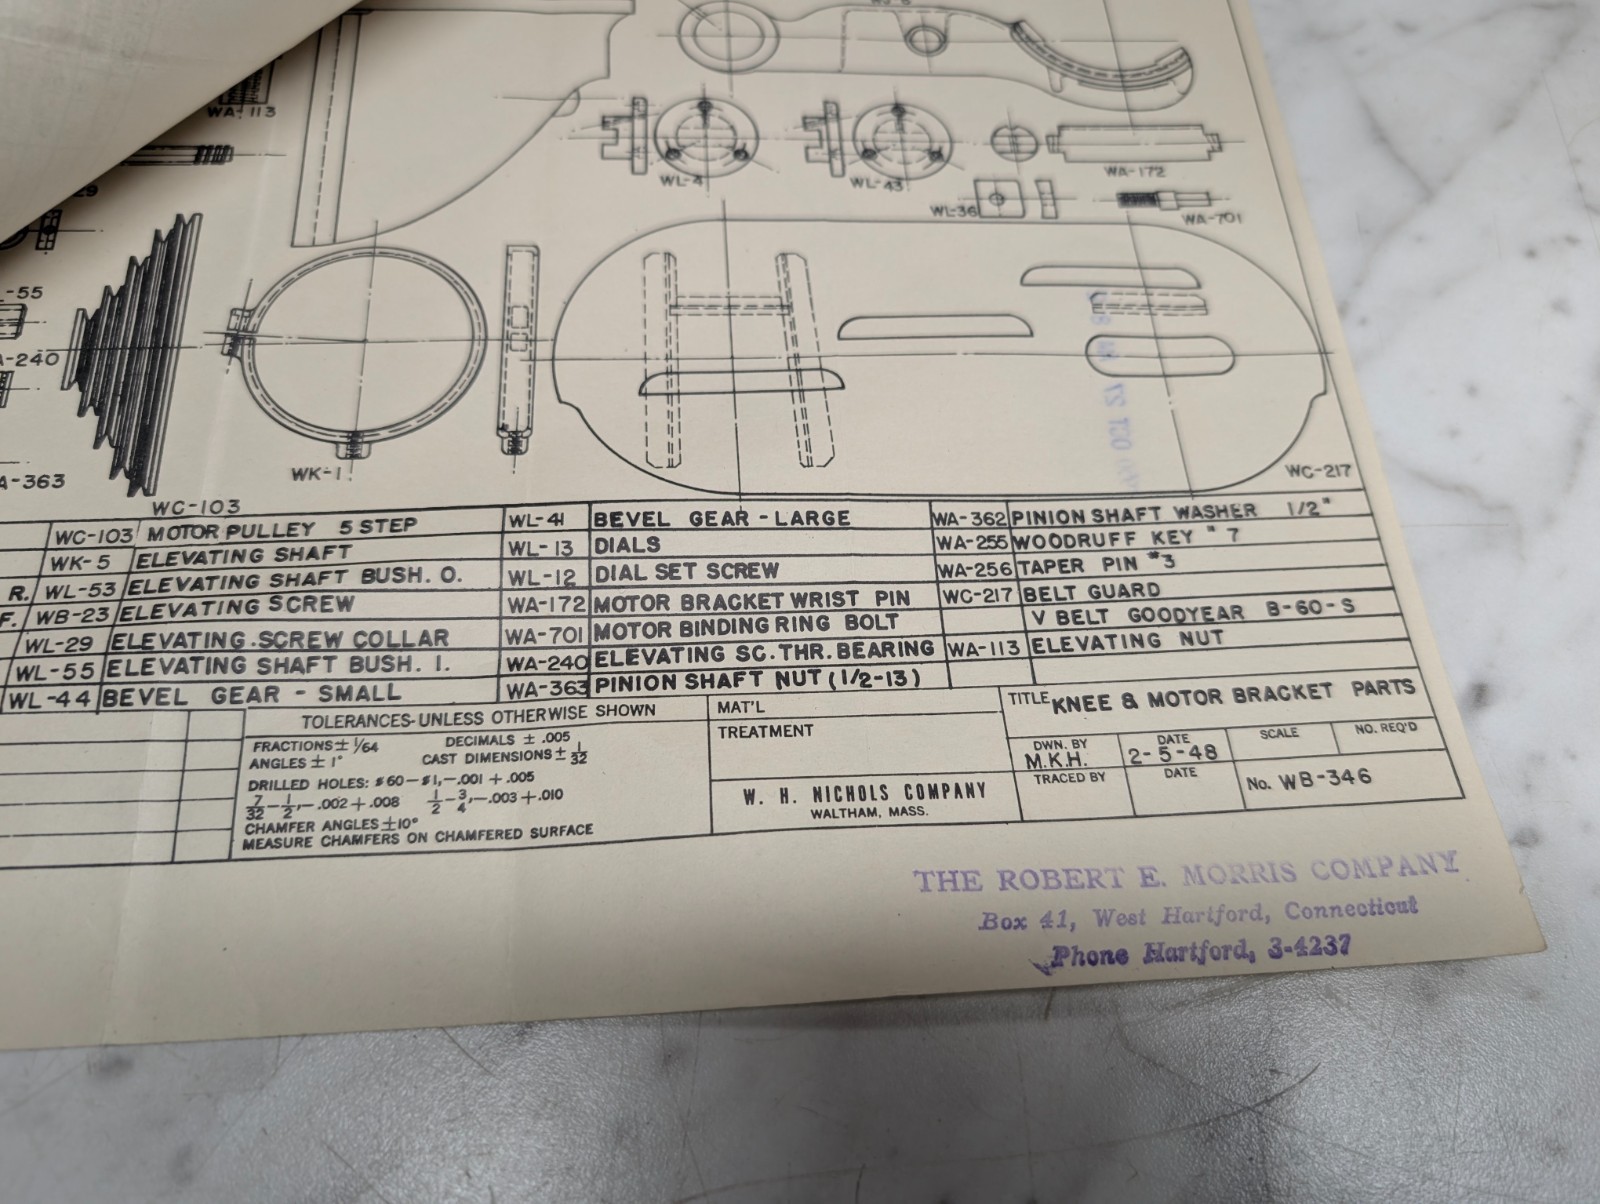 WJ-6
WA-113
29
WL-4
WL-43
WA-172
WL-36
WA-701
-55
A-240
A-363
WK-1
WC-217
WC-103
WC-103 MOTOR PULLEY 5 STEP WL-41 BEVEL GEAR - LARGE WA-362 PINION SHAFT WASHER 1/2"
WK-5 ELEVATING SHAFT WL-13 DIALS WA-255 WOODRUFF KEY # 7
R. WL-53 ELEVATING SHAFT BUSH. O. WL-12 DIAL SET SCREW WA-256 TAPER PIN #3
F. WB-23 ELEVATING SCREW WA-172 MOTOR BRACKET WRIST PIN WC-217 BELT GUARD
WL-29 ELEVATING SCREW COLLAR WA-701 MOTOR BINDING RING BOLT V BELT GOODYEAR B-60-S
WL-55 ELEVATING SHAFT BUSH. I. WA-240 ELEVATING SC. THR. BEARING WA-113 ELEVATING NUT
WL-44 BEVEL GEAR - SMALL WA-363 PINION SHAFT NUT (1/2-13)
TOLERANCES-UNLESS OTHERWISE SHOWN
FRACTIONS ± 1/64 DECIMALS ± .005
ANGLES ± 1° CAST DIMENSIONS ± 1/32
DRILLED HOLES: #60-#1, -.001 +.005
7/32-1/2, -.002 +.008 1/2-3/4, -.003 +.010
CHAMFER ANGLES ±10°
MEASURE CHAMFERS ON CHAMFERED SURFACE
MAT'L
TREATMENT
W. H. NICHOLS COMPANY
WALTHAM, MASS.
TITLE KNEE & MOTOR BRACKET PARTS
DWN. BY M.K.H.
DATE 2-5-48
SCALE
NO. REQ'D
TRACED BY
DATE
No. WB-346
THE ROBERT E. MORRIS COMPANY
Box 41, West Hartford, Connecticut
Phone Hartford, 3-4237